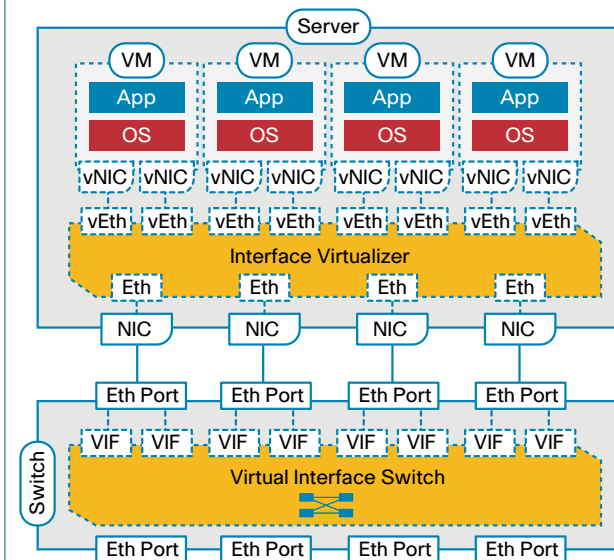 Server
VM VM VM VM
App App App App
OS OS OS OS
vNIC vNIC vNIC vNIC vNIC vNIC vNIC vNIC
vEth vEth vEth vEth vEth vEth vEth vEth
Interface Virtualizer
Eth Eth Eth Eth
NIC NIC NIC NIC
Eth Port Eth Port Eth Port Eth Port
VIF VIF VIF VIF VIF VIF VIF VIF
Switch
Virtual Interface Switch
Eth Port Eth Port Eth Port Eth Port